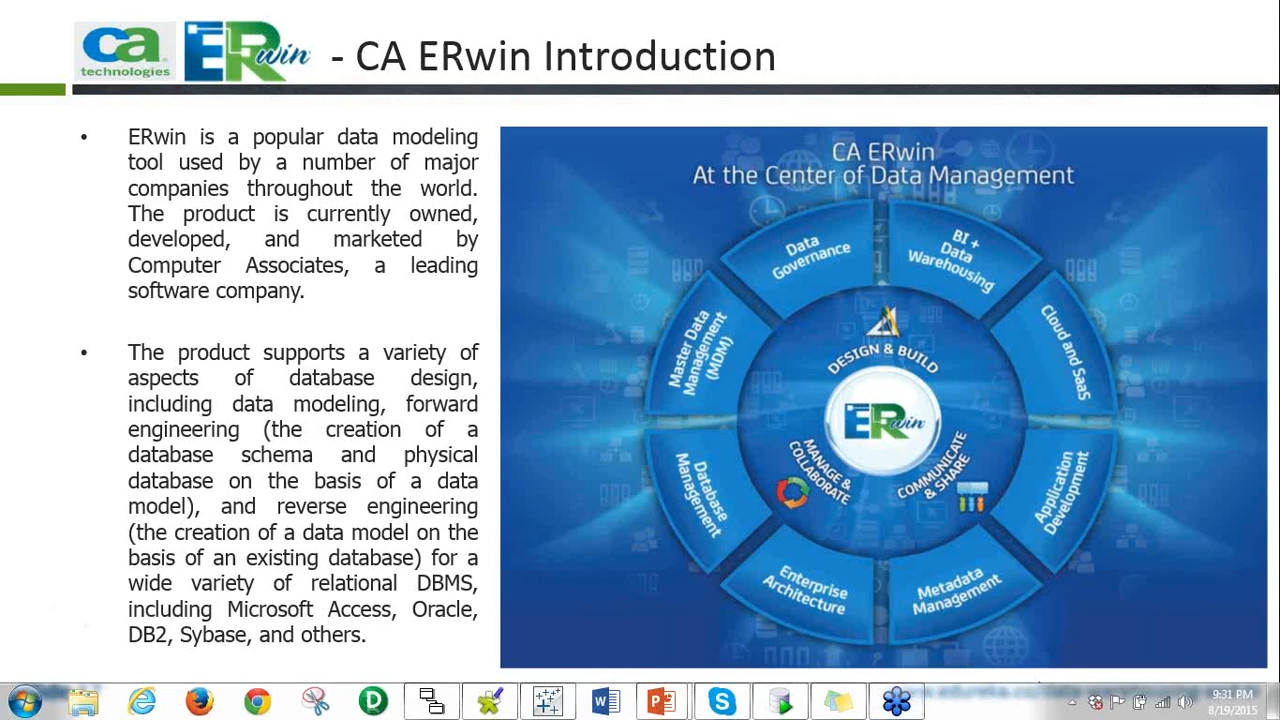 ca
technologies
ERwin
- CA ERwin Introduction
• ERwin is a popular data modeling
tool used by a number of major
companies throughout the world.
The product is currently owned,
developed, and marketed by
Computer Associates, a leading
software company.
• The product supports a variety of
aspects of database design,
including data modeling, forward
engineering (the creation of a
database schema and physical
database on the basis of a data
model), and reverse engineering
(the creation of a data model on the
basis of an existing database) for a
wide variety of relational DBMS,
including Microsoft Access, Oracle,
DB2, Sybase, and others.
CA ERwin
At the Center of Data Management
Data
Governance
BI +
Data
Warehousing
Cloud and SaaS
Application
Development
Metadata
Management
Enterprise
Architecture
Database
Management
Master Data
Management
(MDM)
DESIGN & BUILD
ERwin
MANAGE &
COLLABORATE
COMMUNICATE
& SHARE
9:31 PM
8/19/2015